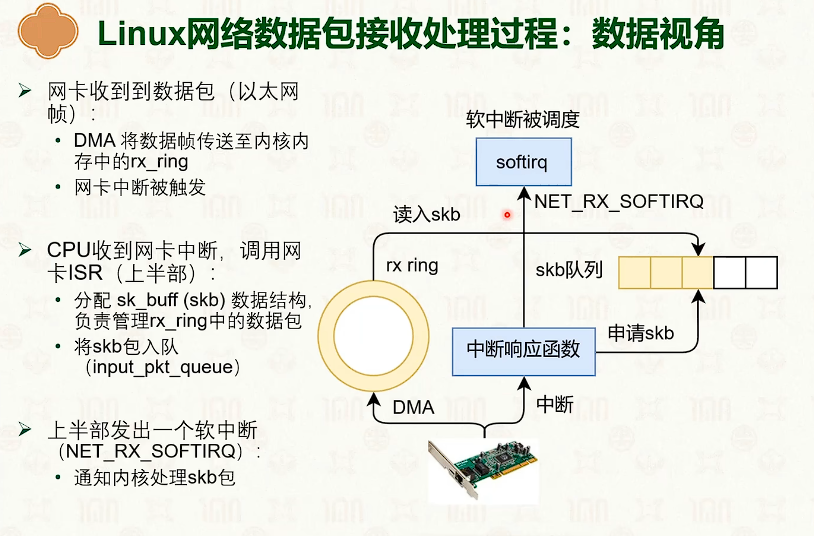 Linux网络数据包接收处理过程：数据视角
网卡收到到数据包（以太网
帧）：
DMA 将数据帧传送至内核内
存中的rx_ring
网卡中断被触发
CPU收到网卡中断，调用网
卡ISR（上半部）：
分配 sk_buff (skb) 数据结构，
负责管理rx_ring中的数据包
将skb包入队
（input_pkt_queue）
上半部发出一个软中断
（NET_RX_SOFTIRQ）：
通知内核处理skb包
软中断被调度
softirq
NET_RX_SOFTIRQ
读入skb
rx ring
skb队列
中断响应函数
申请skb
DMA
中断